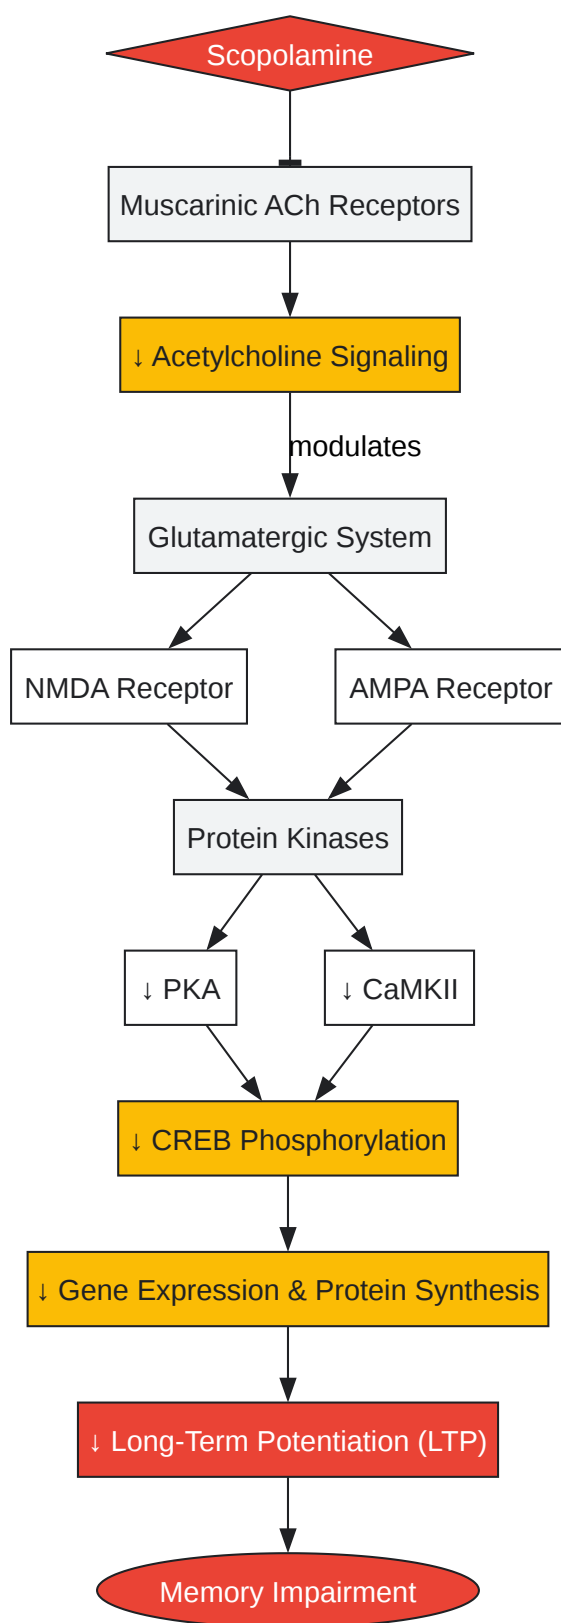 Scopolamine
Muscarinic ACh Receptors
↓ Acetylcholine Signaling
modulates
Glutamatergic System
NMDA Receptor
AMPA Receptor
Protein Kinases
↓ PKA
↓ CaMKII
↓ CREB Phosphorylation
↓ Gene Expression & Protein Synthesis
↓ Long-Term Potentiation (LTP)
Memory Impairment